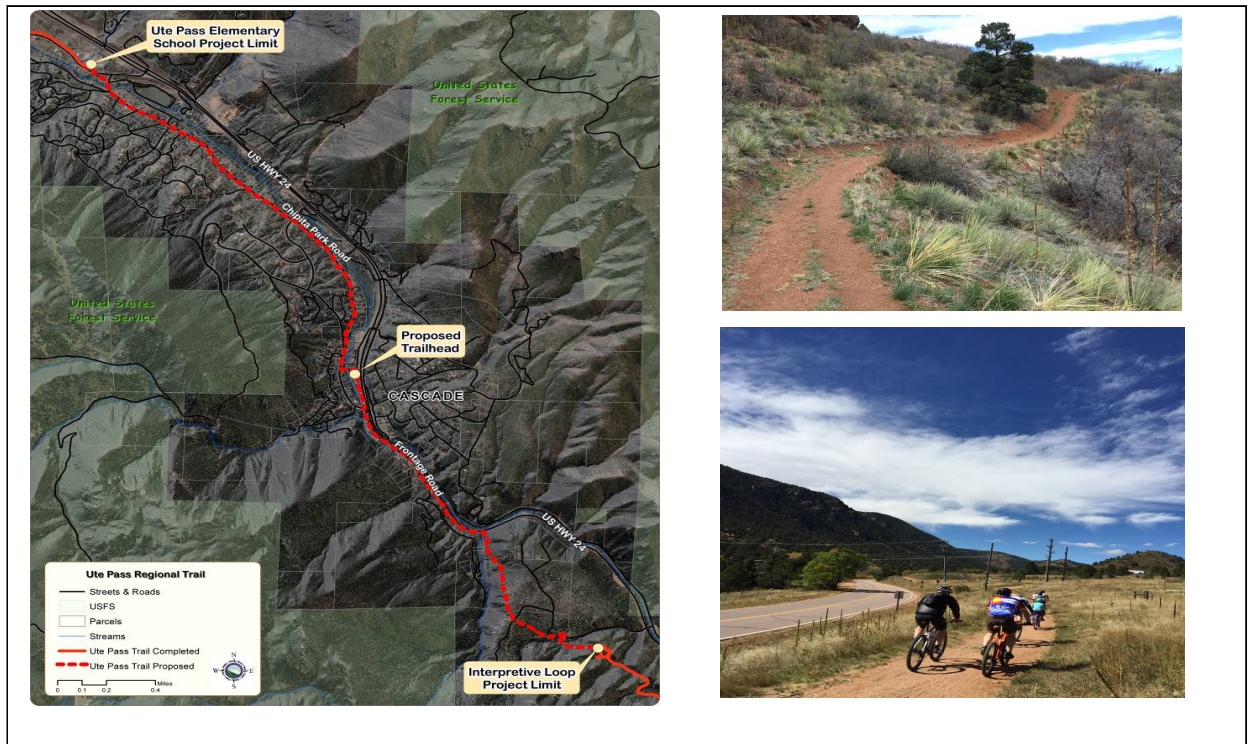 Ute Pass Elementary
School Project Limit
United States
Forest Service
US HWY 24
Chipita Park Road
United States
Forest Service
Proposed
Trailhead
CASCADE
Frontage Road
US HWY 24
Ute Pass Regional Trail
Streets & Roads
USFS
Parcels
Streams
Ute Pass Trail Completed
Ute Pass Trail Proposed
N
W E
S
Miles
0 0.1 0.2 0.4
Interpretive Loop
Project Limit